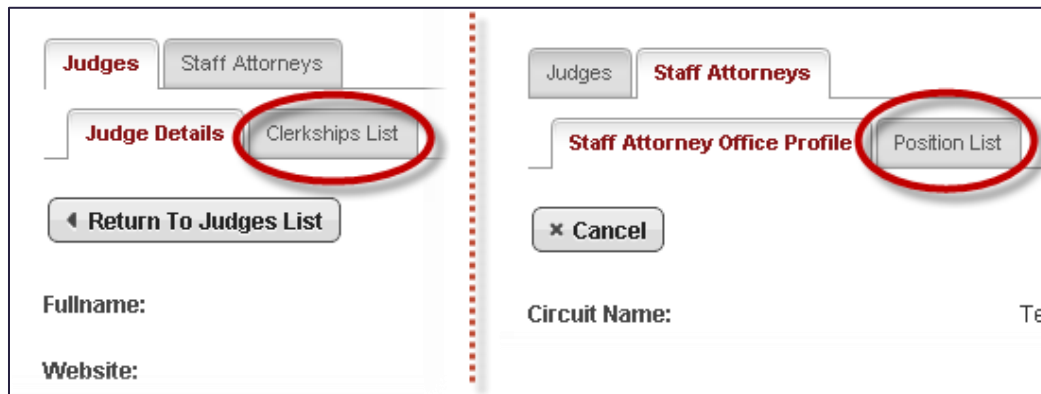 Judges Staff Attorneys
Judge Details Clerkships List
Return To Judges List
Fullname:
Website:
Judges Staff Attorneys
Staff Attorney Office Profile Position List
Cancel
Circuit Name: Te